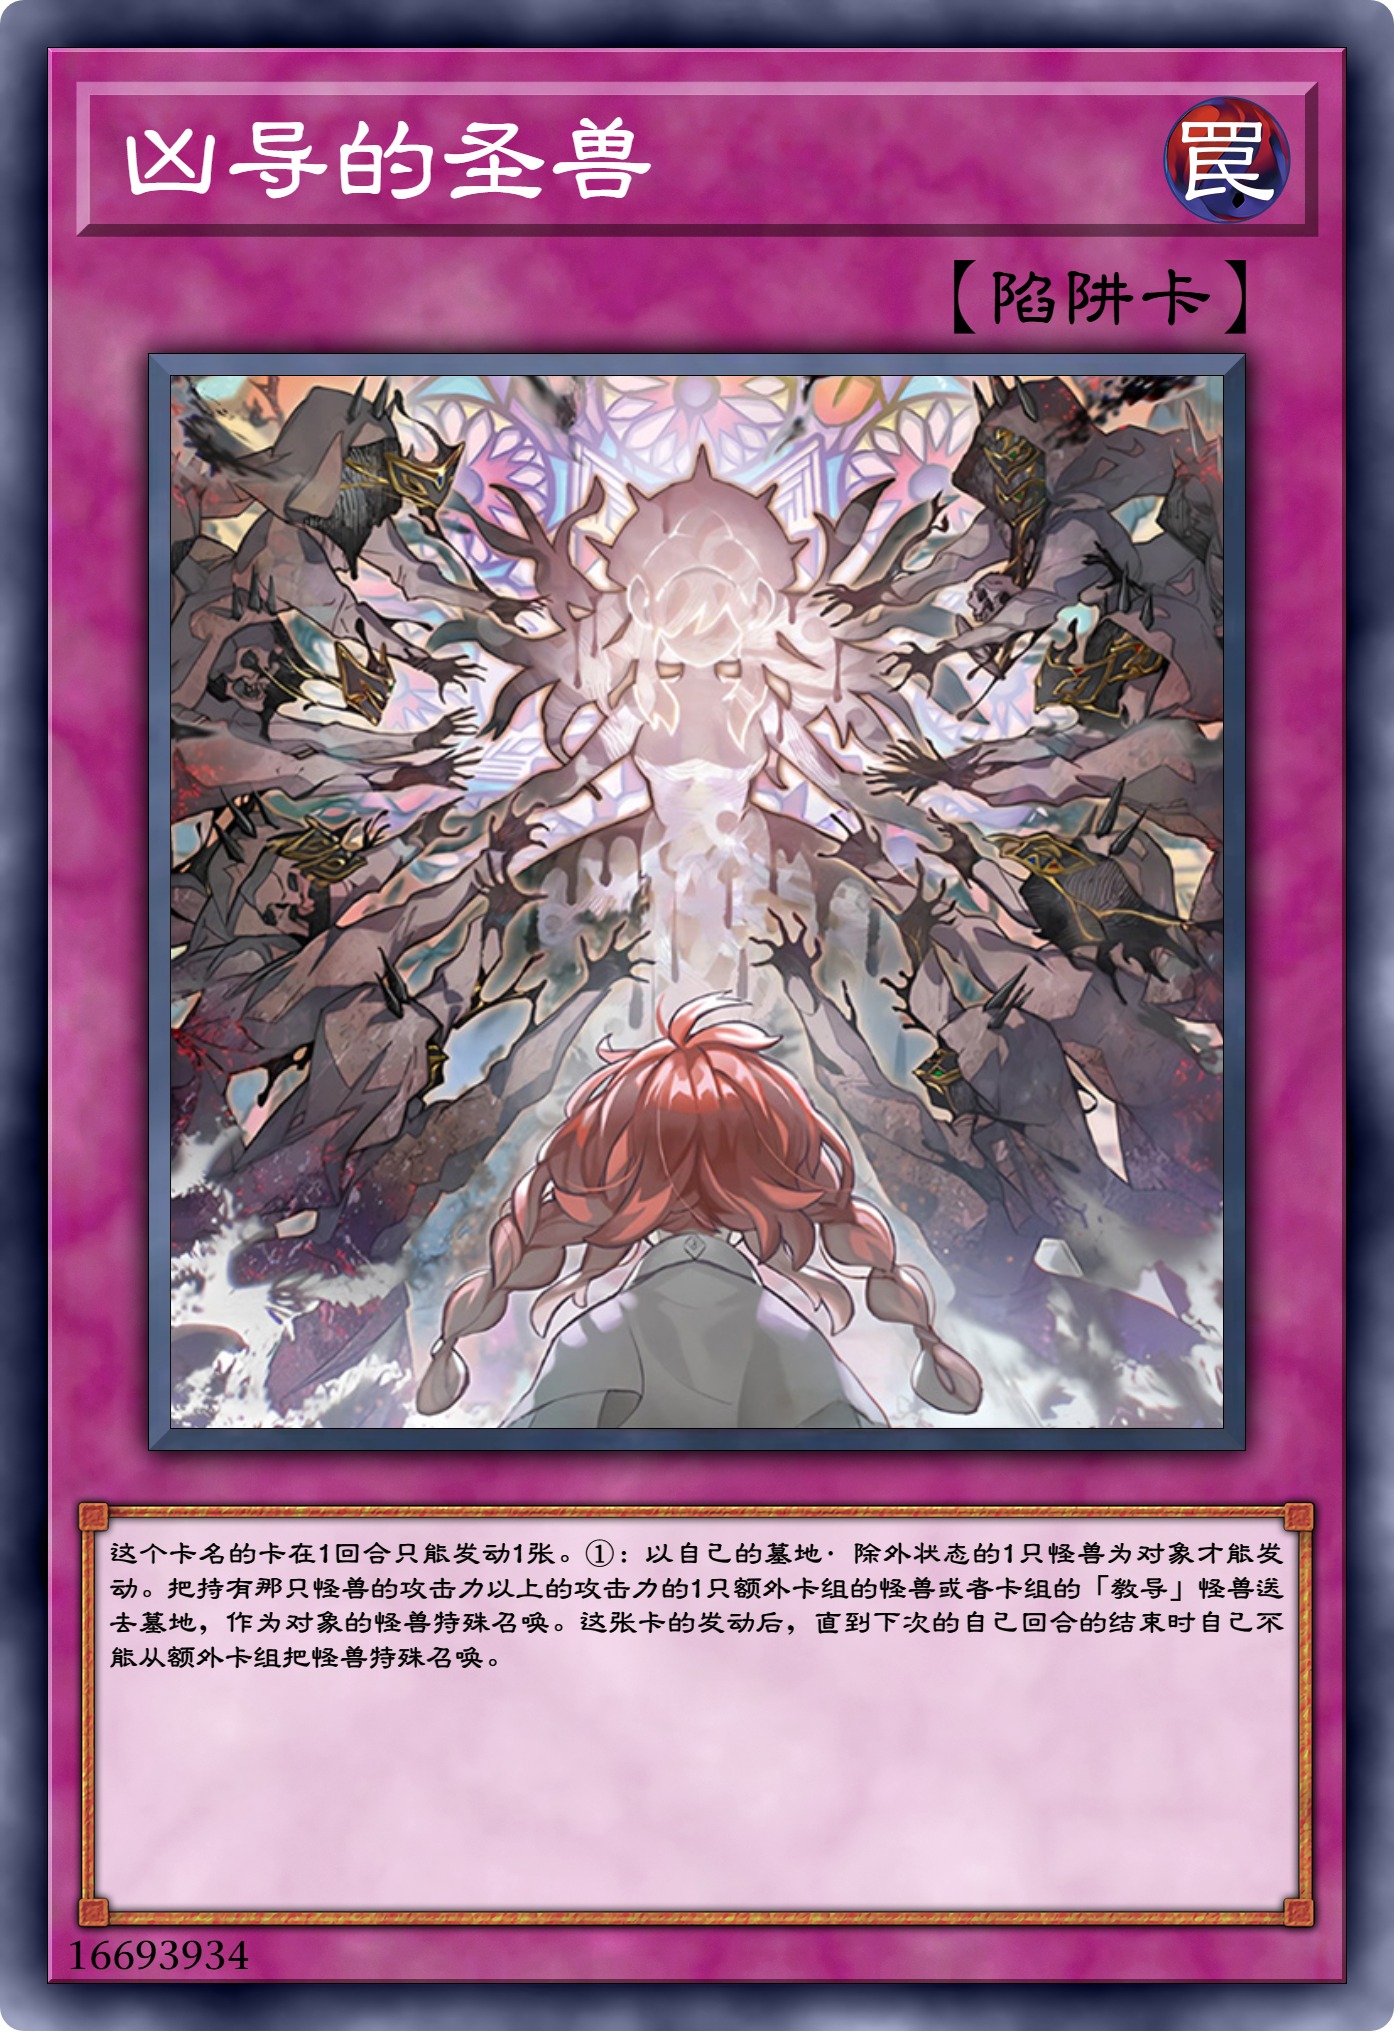 凶导的圣兽
罠
【陷阱卡】
这个卡名的卡在1回合只能发动1张。①：以自己的墓地·除外状态的1只怪兽为对象才能发
动。把持有那只怪兽的攻击力以上的攻击力的1只额外卡组的怪兽或者卡组的「教导」怪兽送
去墓地，作为对象的怪兽特殊召唤。这张卡的发动后，直到下次的自己回合的结束时自己不
能从额外卡组把怪兽特殊召唤。
16693934